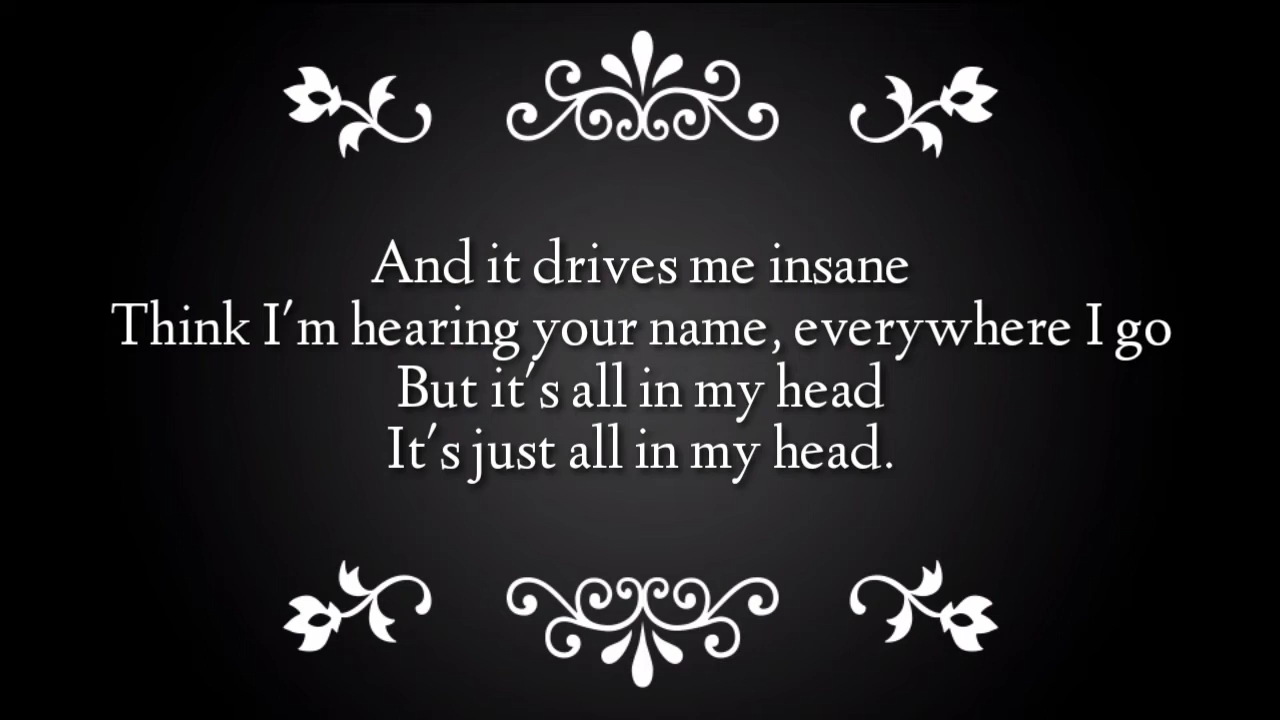 And it drives me insane
Think I'm hearing your name, everywhere I go
But it's all in my head
It's just all in my head.